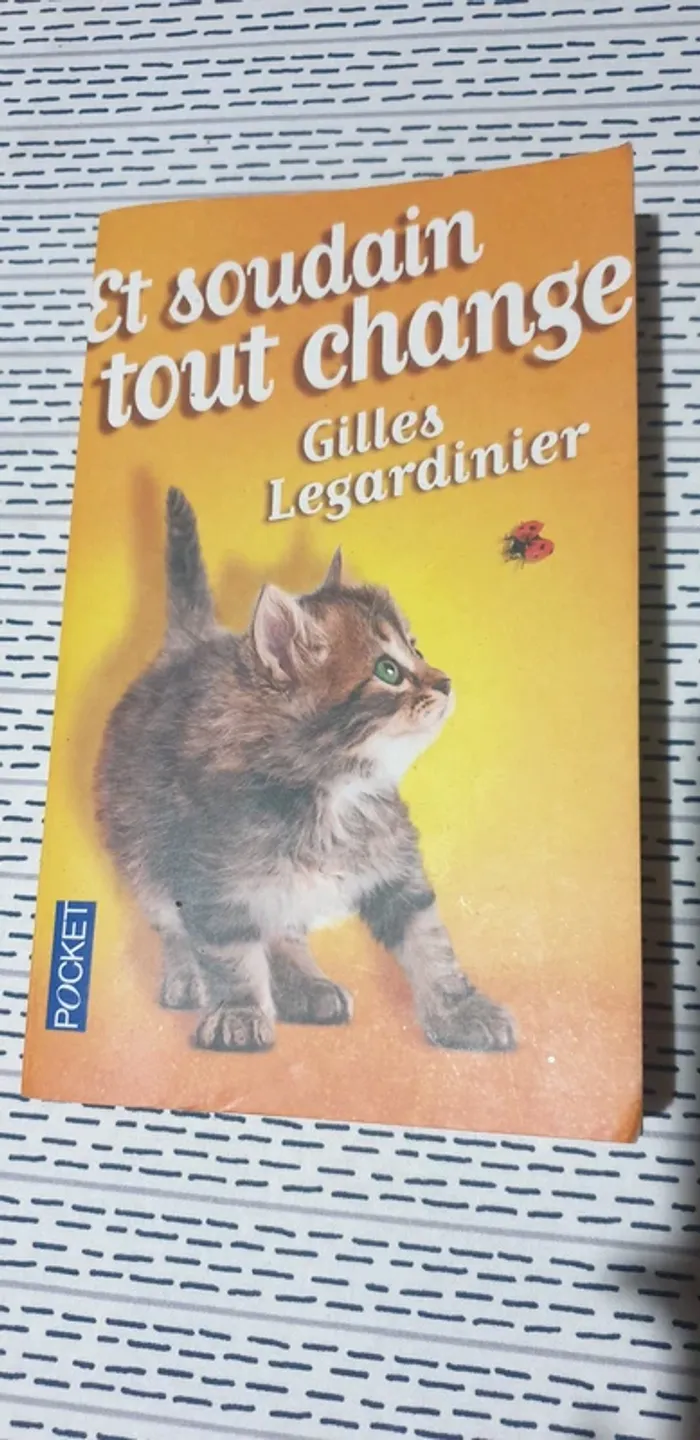 Et soudain
tout change
Gilles
Legardinier
POCKET